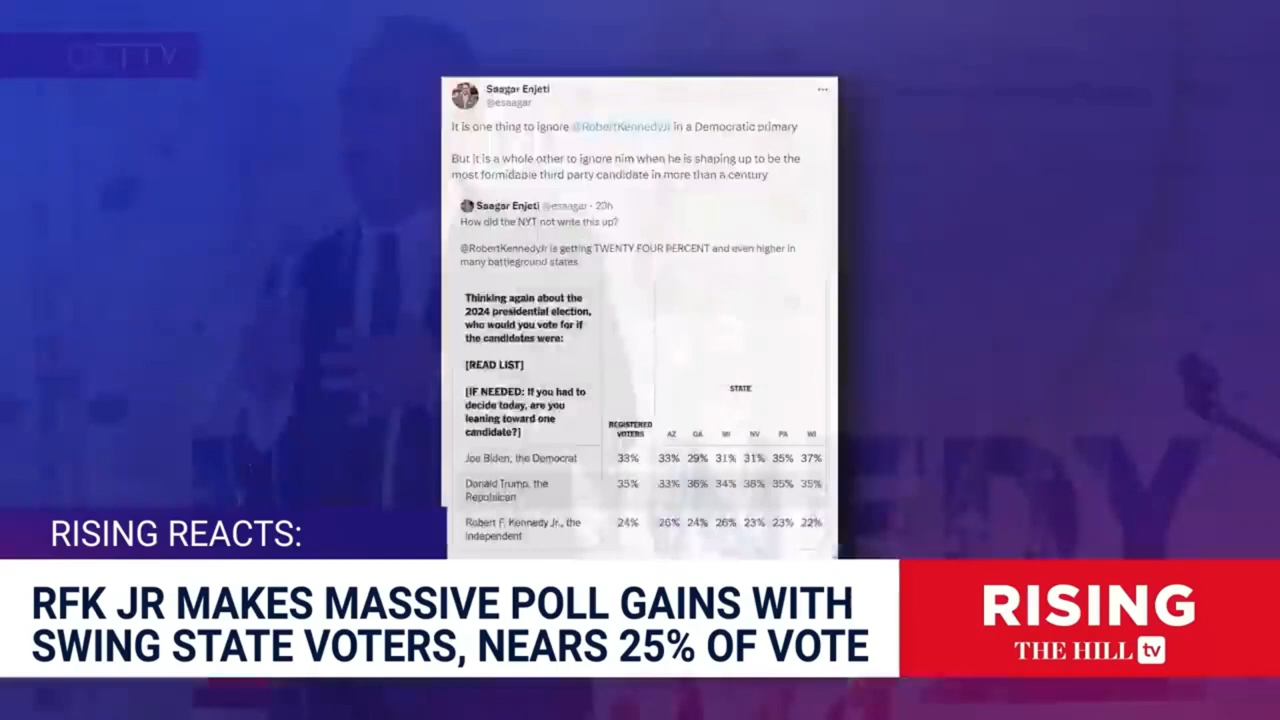 Saagar Enjeti
@esaagar
It is one thing to ignore @RobertKennedyJr in a Democratic primary
But it is a whole other to ignore him when he is shaping up to be the
most formidable third party candidate in more than a century
Saagar Enjeti @esaagar · 20h
How did the NYT not write this up?
@RobertKennedyJr is getting TWENTY FOUR PERCENT and even higher in
many battleground states
Thinking again about the
2024 presidential election,
who would you vote for if
the candidates were:
[READ LIST]
[IF NEEDED: If you had to
decide today, are you
leaning toward one
candidate?]
STATE
REGISTERED
VOTERS AZ GA MI NV PA WI
Joe Biden, the Democrat 33% 33% 29% 31% 31% 35% 37%
Donald Trump, the
Republican 35% 33% 36% 34% 38% 35% 35%
Robert F. Kennedy Jr., the
Independent 24% 26% 24% 26% 23% 23% 22%
RISING REACTS:
RFK JR MAKES MASSIVE POLL GAINS WITH
SWING STATE VOTERS, NEARS 25% OF VOTE
RISING
THE HILL tv